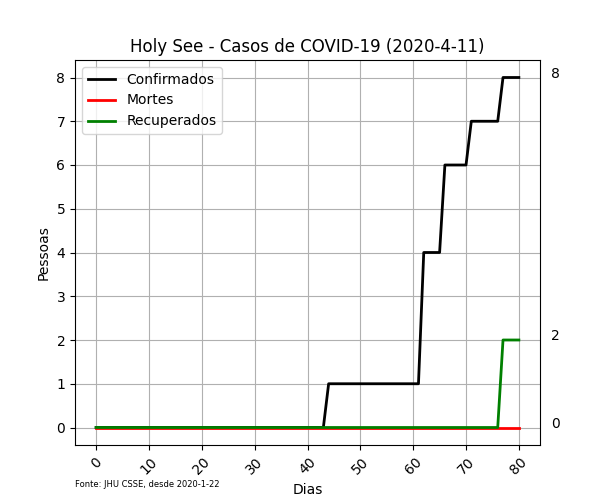 Holy See - Casos de COVID-19 (2020-4-11)
Confirmados
Mortes
Recuperados
Pessoas
8
7
6
5
4
3
2
1
0
8
2
0
0 10 20 30 40 50 60 70 80
Dias
Fonte: JHU CSSE, desde 2020-1-22